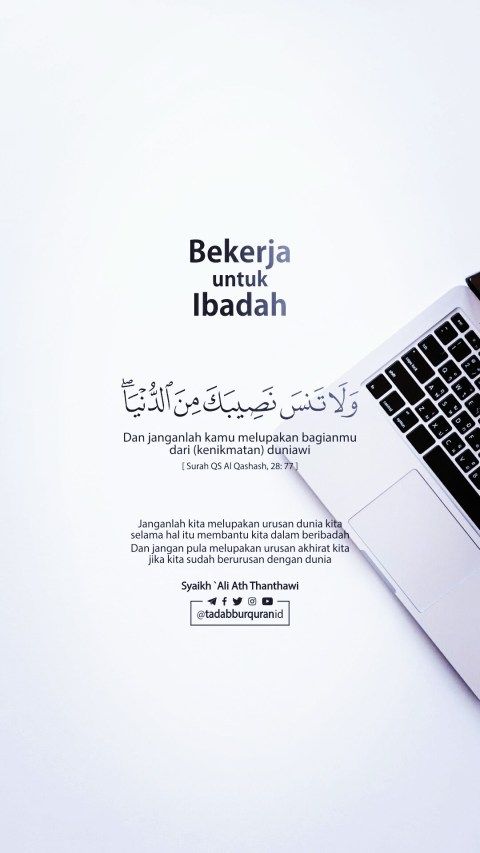 Bekerja
untuk
Ibadah
وَلَا تَنسَ نَصِيبَكَ مِنَ ٱلدُّنْيَا ۖ
Dan janganlah kamu melupakan bagianmu
dari (kenikmatan) duniawi
[ Surah QS Al Qashash, 28: 77 ]
Janganlah kita melupakan urusan dunia kita
selama hal itu membantu kita dalam beribadah
Dan jangan pula melupakan urusan akhirat kita
jika kita sudah berurusan dengan dunia
Syaikh `Ali Ath Thanthawi
@tadabburquranid